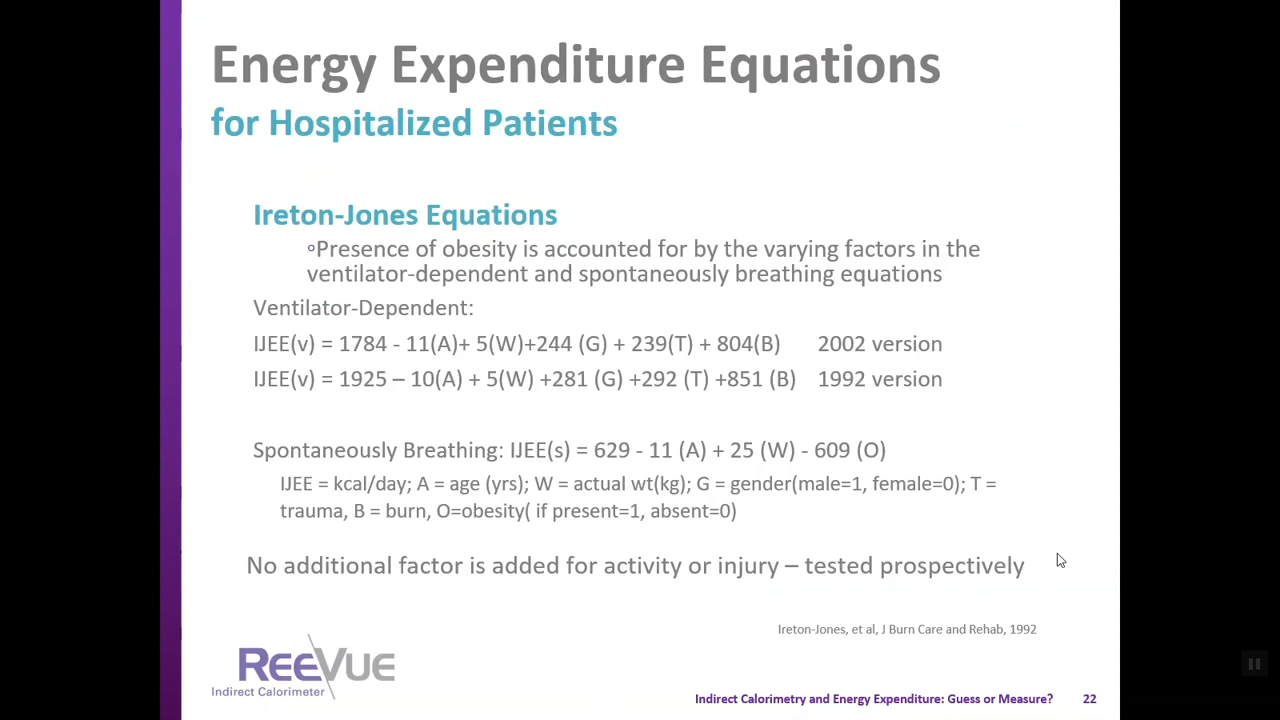 Energy Expenditure Equations
for Hospitalized Patients
Ireton-Jones Equations
°Presence of obesity is accounted for by the varying factors in the
ventilator-dependent and spontaneously breathing equations
Ventilator-Dependent:
IJEE(v) = 1784 - 11(A)+ 5(W)+244 (G) + 239(T) + 804(B) 2002 version
IJEE(v) = 1925 – 10(A) + 5(W) +281 (G) +292 (T) +851 (B) 1992 version
Spontaneously Breathing: IJEE(s) = 629 - 11 (A) + 25 (W) - 609 (O)
IJEE = kcal/day; A = age (yrs); W = actual wt(kg); G = gender(male=1, female=0); T =
trauma, B = burn, O=obesity( if present=1, absent=0)
No additional factor is added for activity or injury – tested prospectively
Ireton-Jones, et al, J Burn Care and Rehab, 1992
REEVUE
Indirect Calorimeter
Indirect Calorimetry and Energy Expenditure: Guess or Measure? 22